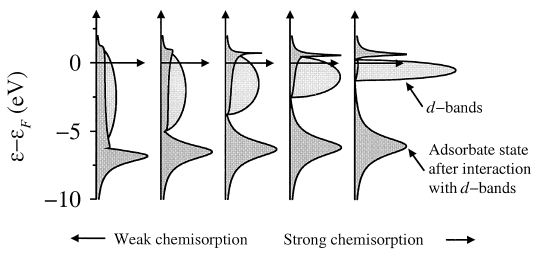 0
−5
−10
ε−ε_F (eV)
d−bands
Adsorbate state
after interaction
with d−bands
Weak chemisorption
Strong chemisorption